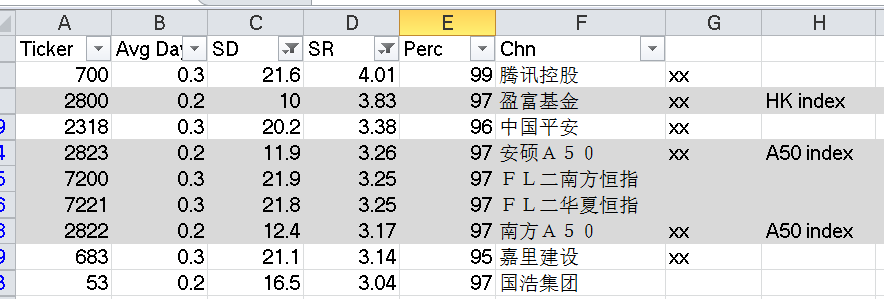 A B C D E F G H
Ticker Avg Day SD SR Perc Chn
700 0.3 21.6 4.01 99 腾讯控股 xx
2800 0.2 10 3.83 97 盈富基金 xx HK index
9 2318 0.3 20.2 3.38 96 中国平安 xx
4 2823 0.2 11.9 3.26 97 安硕Ａ５０ xx A50 index
5 7200 0.3 21.9 3.25 97 ＦＬ二南方恒指
6 7221 0.3 21.8 3.25 97 ＦＬ二华夏恒指
8 2822 0.2 12.4 3.17 97 南方Ａ５０ xx A50 index
9 683 0.3 21.1 3.14 95 嘉里建设 xx
3 53 0.2 16.5 3.04 97 国浩集团